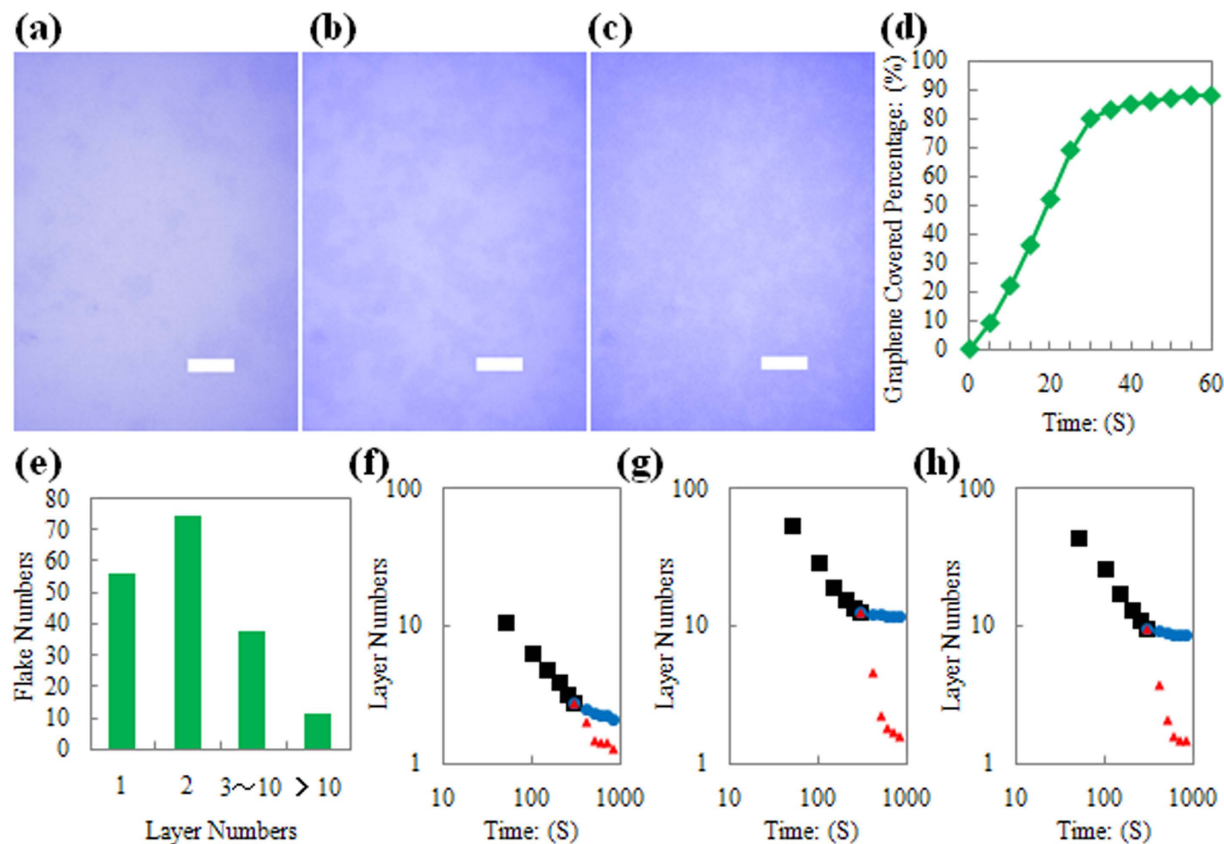 (a)
(b)
(c)
Graphene Covered Percentage: (%)
100
90
80
70
60
50
40
30
20
10
0
0 20 40 60
Time: (S)
(e)
Flake Numbers
80
70
60
50
40
30
20
10
0
1 2 3～10 ＞10
Layer Numbers
(f)
Layer Numbers
100
10
1
10 100 1000
Time: (S)
(g)
Layer Numbers
100
10
1
10 100 1000
Time: (S)
(h)
Layer Numbers
100
10
1
10 100 1000
Time: (S)
(d)